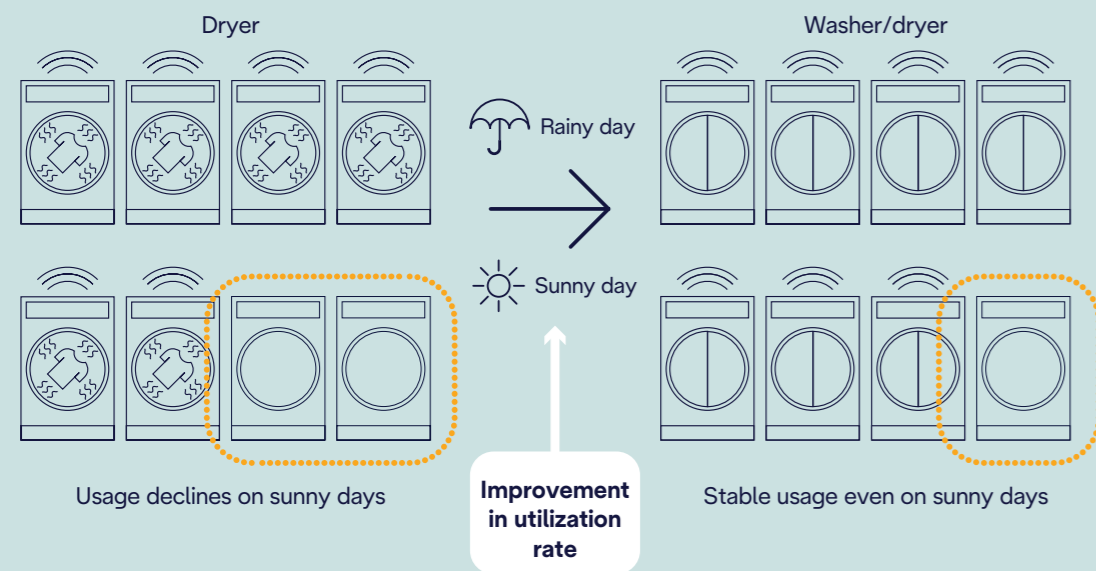 Dryer
Washer/dryer
Rainy day
Sunny day
Usage declines on sunny days
Improvement
in utilization
rate
Stable usage even on sunny days